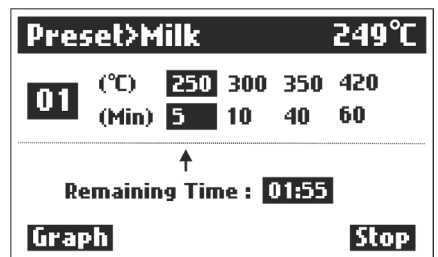 Preset>Milk 249℃
01 (℃) 250 300 350 420
(Min) 5 10 40 60
Remaining Time : 01:55
Graph Stop